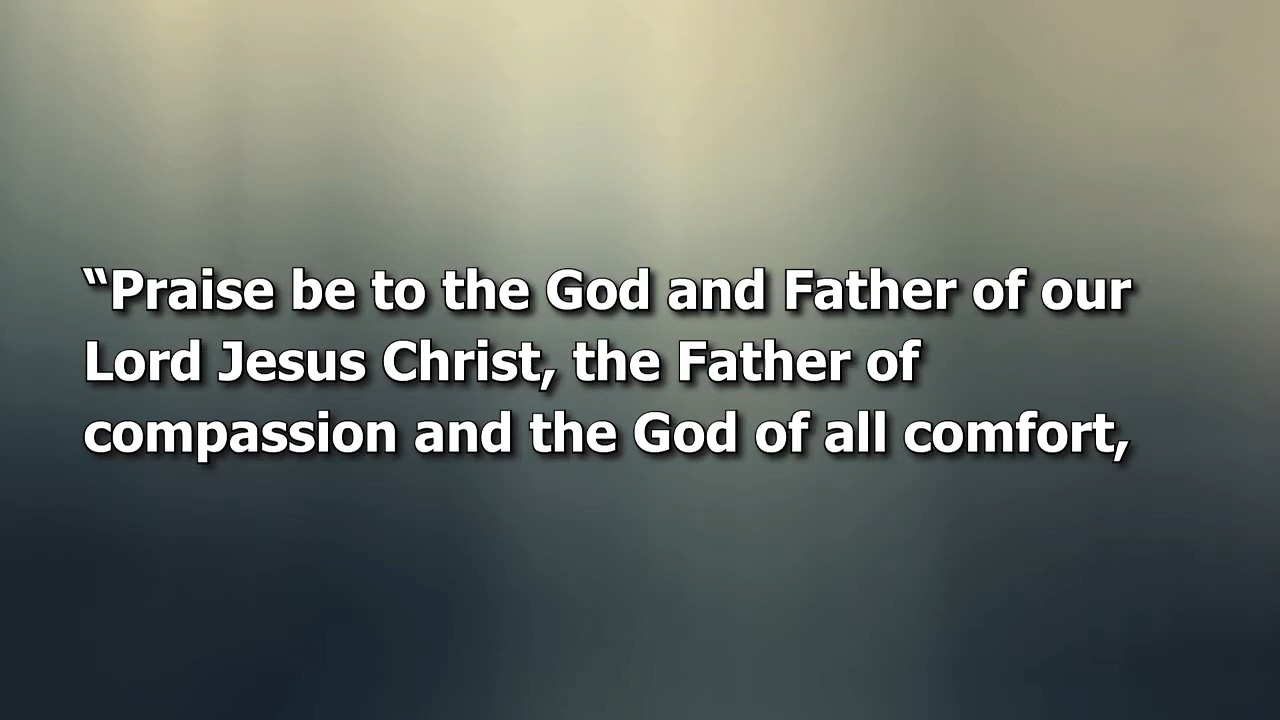 “Praise be to the God and Father of our
Lord Jesus Christ, the Father of
compassion and the God of all comfort,